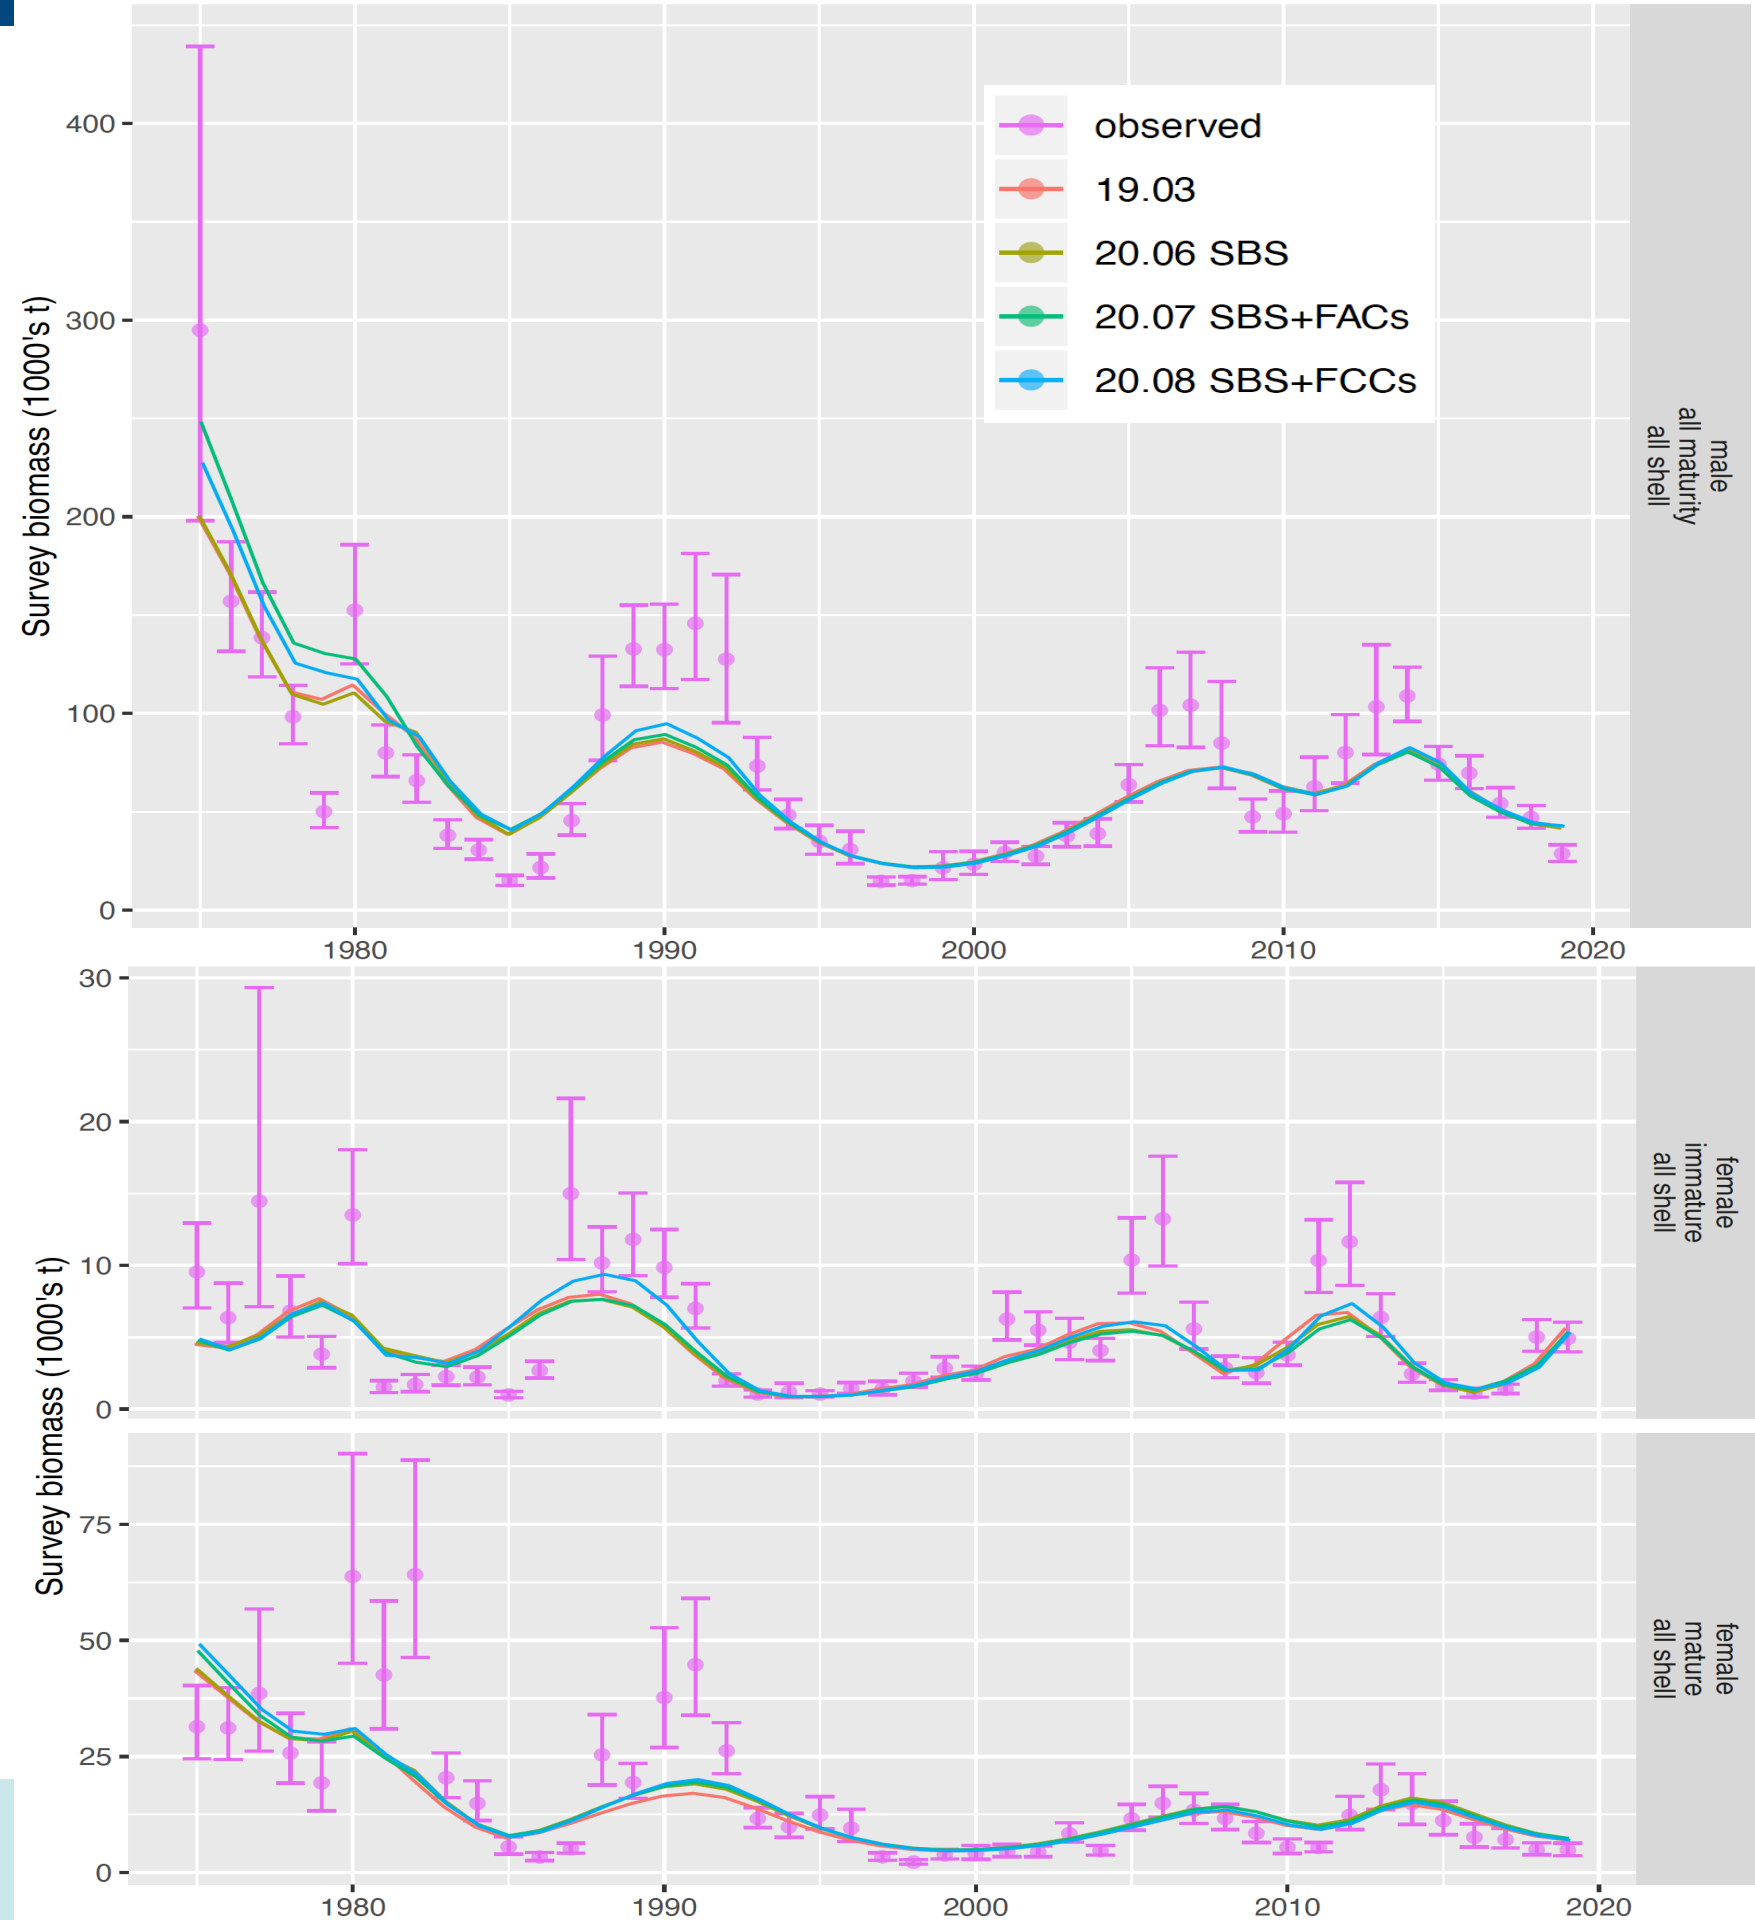 400
300
200
100
0
Survey biomass (1000's t)
observed
19.03
20.06 SBS
20.07 SBS+FACs
20.08 SBS+FCCs
male
all maturity
all shell
1980
1990
2000
2010
2020
30
20
10
0
female
immature
all shell
Survey biomass (1000's t)
75
50
25
0
female
mature
all shell
1980
1990
2000
2010
2020